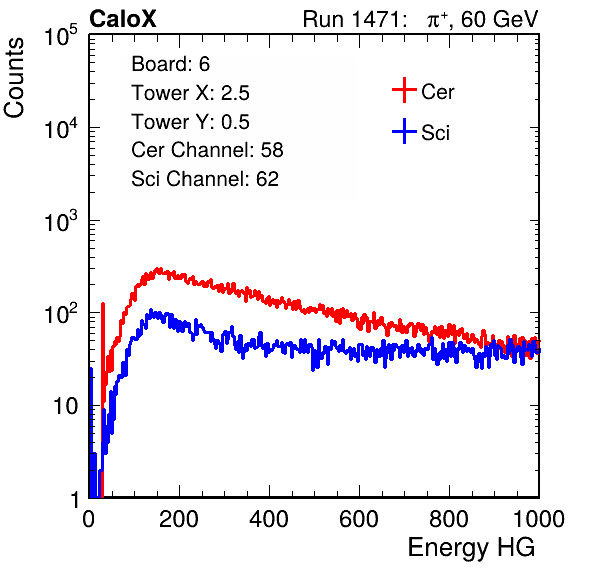 CaloX Run 1471: π⁺, 60 GeV
Counts
10⁵
10⁴
10³
10²
10
1
Board: 6
Tower X: 2.5
Tower Y: 0.5
Cer Channel: 58
Sci Channel: 62
Cer
Sci
0 200 400 600 800 1000
Energy HG